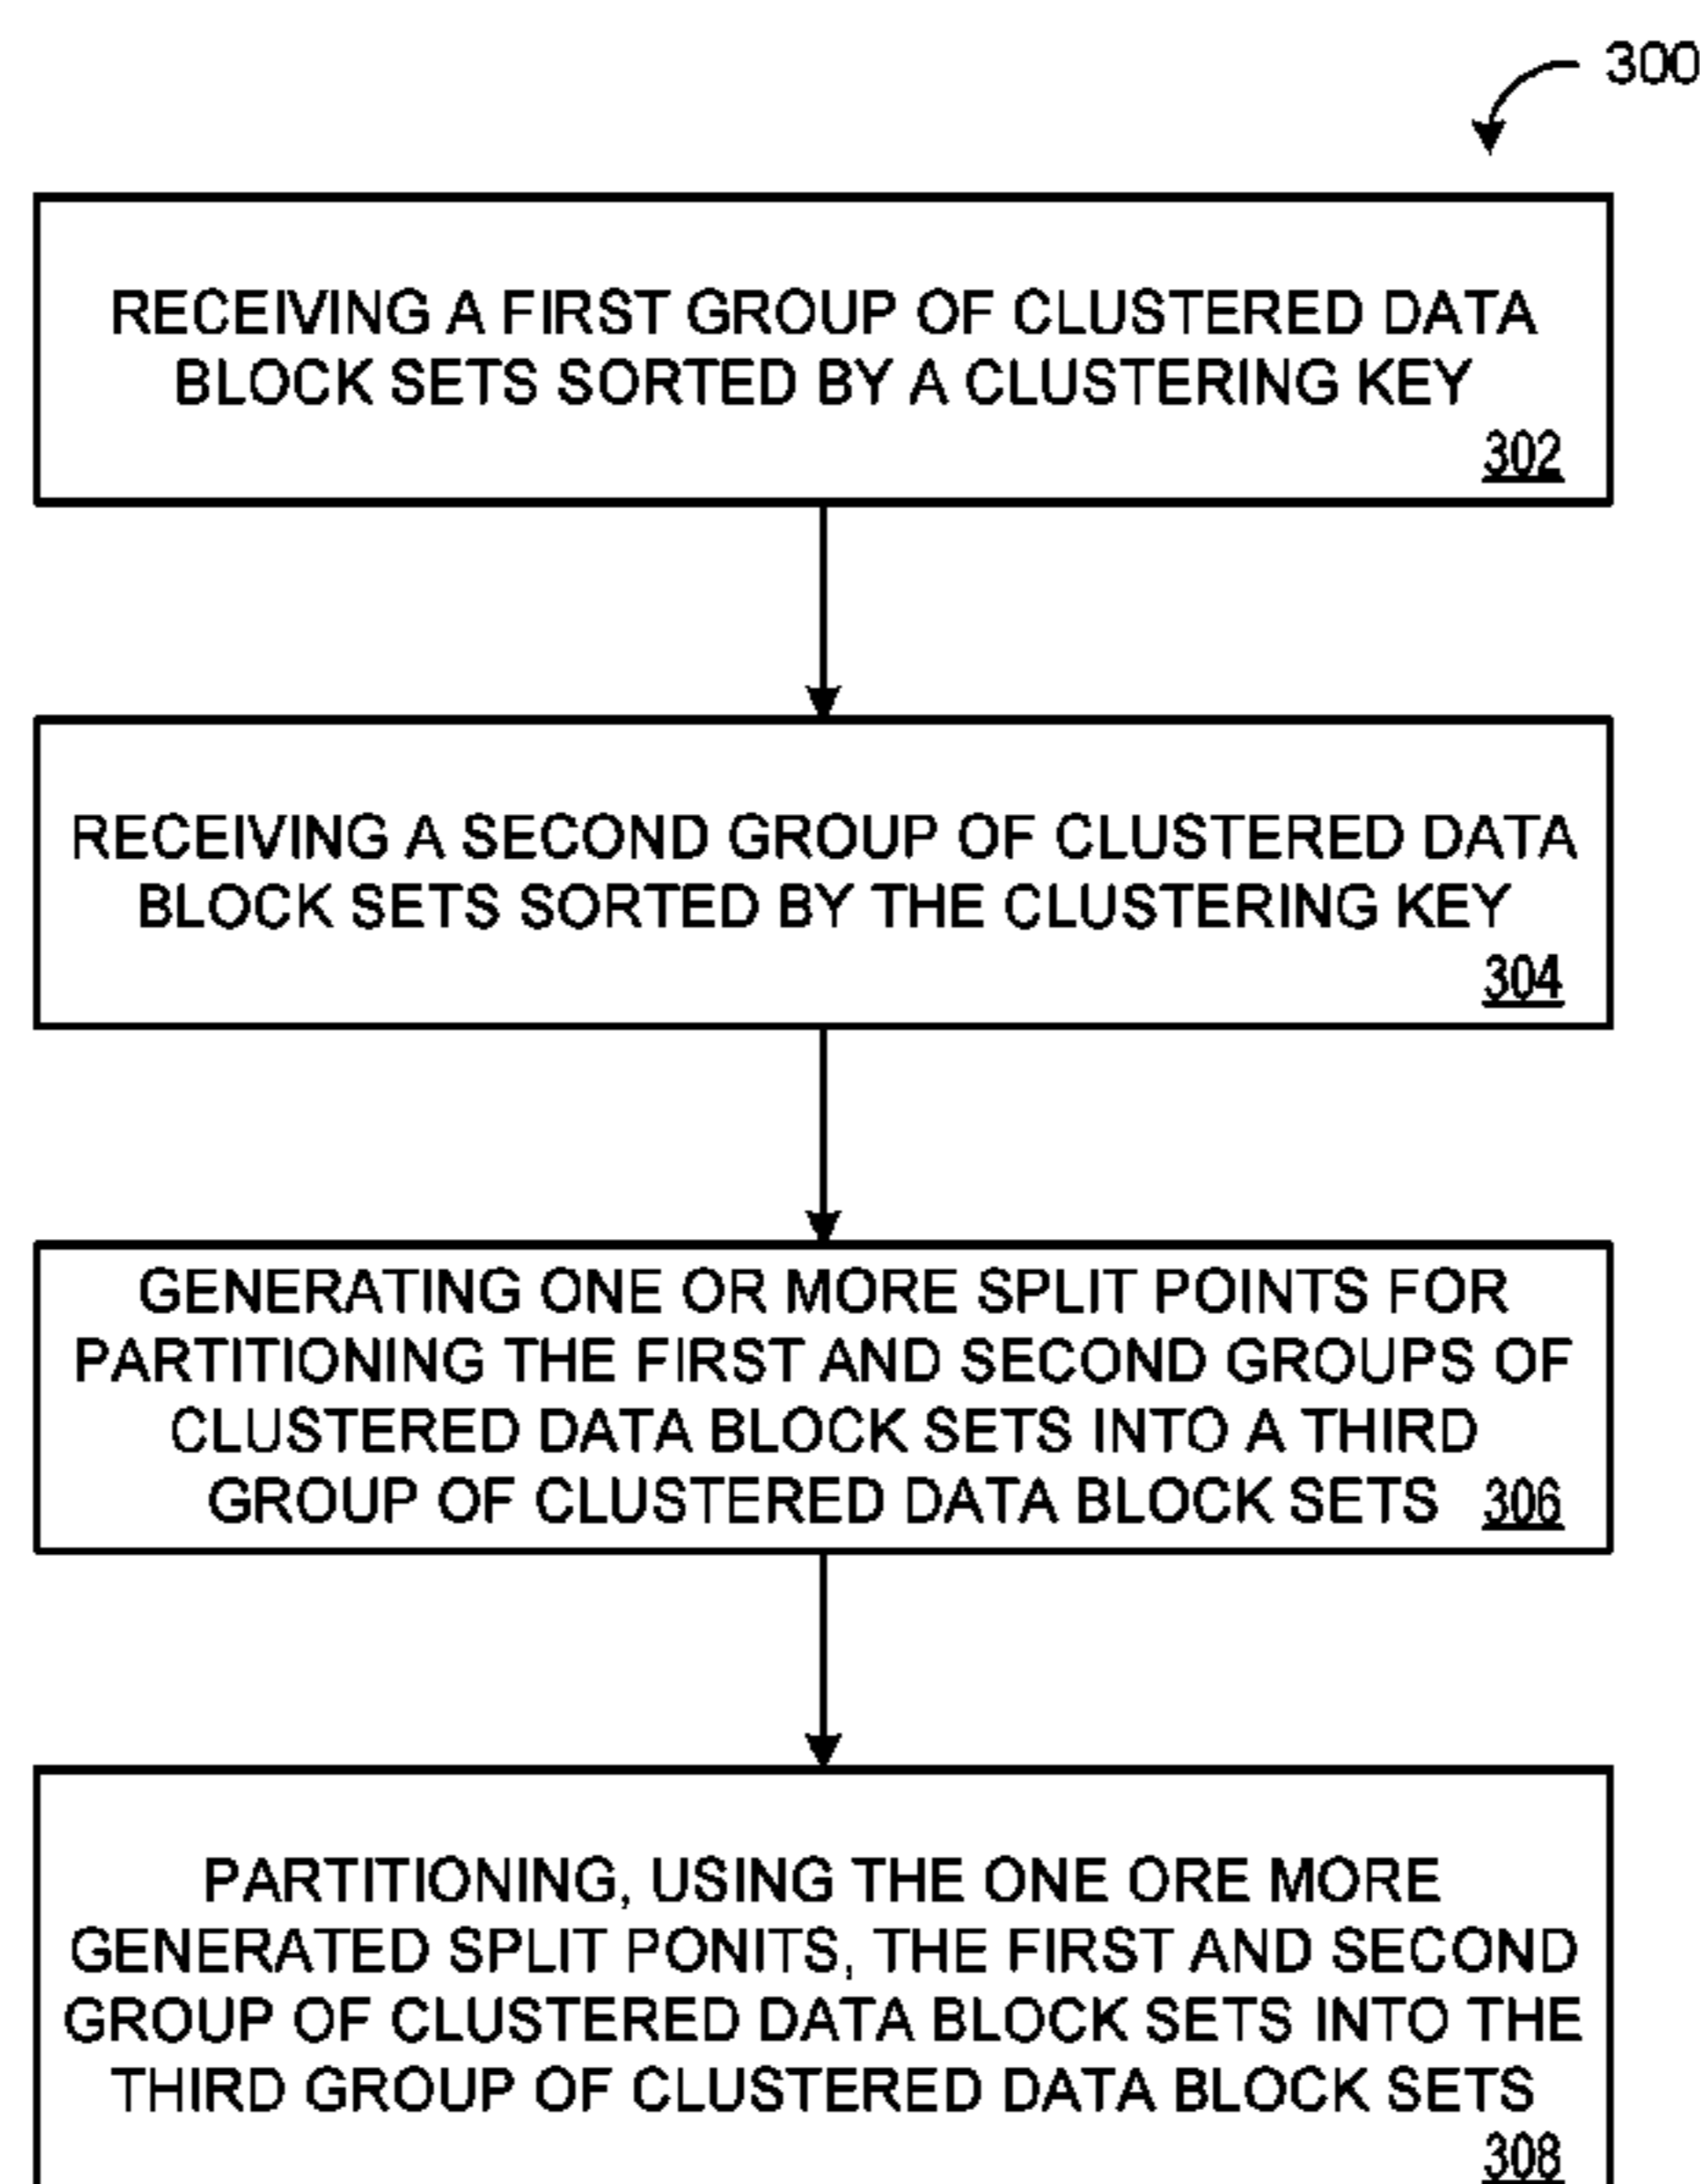 300
RECEIVING A FIRST GROUP OF CLUSTERED DATA
BLOCK SETS SORTED BY A CLUSTERING KEY
302
RECEIVING A SECOND GROUP OF CLUSTERED DATA
BLOCK SETS SORTED BY THE CLUSTERING KEY
304
GENERATING ONE OR MORE SPLIT POINTS FOR
PARTITIONING THE FIRST AND SECOND GROUPS OF
CLUSTERED DATA BLOCK SETS INTO A THIRD
GROUP OF CLUSTERED DATA BLOCK SETS 306
PARTITIONING, USING THE ONE ORE MORE
GENERATED SPLIT PONITS, THE FIRST AND SECOND
GROUP OF CLUSTERED DATA BLOCK SETS INTO THE
THIRD GROUP OF CLUSTERED DATA BLOCK SETS
308